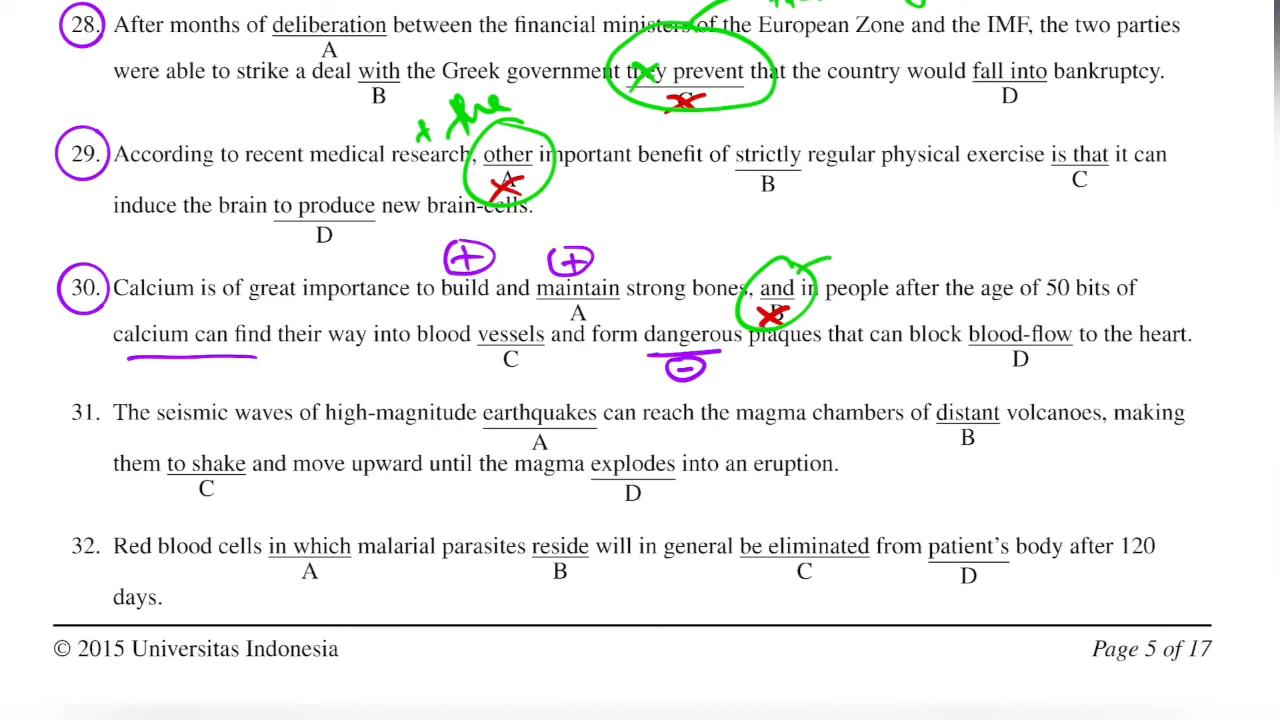 28. After months of deliberation between the financial ministers of the European Zone and the IMF, the two parties
A
were able to strike a deal with the Greek government they prevent that the country would fall into bankruptcy.
B D
+ the
29. According to recent medical research, other important benefit of strictly regular physical exercise is that it can
A B C
induce the brain to produce new brain-cells.
D
+ +
30. Calcium is of great importance to build and maintain strong bones, and in people after the age of 50 bits of
A B
calcium can find their way into blood vessels and form dangerous plaques that can block blood-flow to the heart.
C - D
31. The seismic waves of high-magnitude earthquakes can reach the magma chambers of distant volcanoes, making
A B
them to shake and move upward until the magma explodes into an eruption.
C D
32. Red blood cells in which malarial parasites reside will in general be eliminated from patient's body after 120
A B C D
days.
© 2015 Universitas Indonesia Page 5 of 17